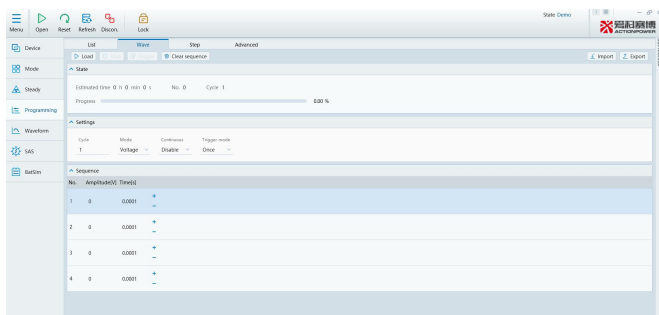 State Demo
Menu Open Reset Refresh Discon. Lock
爱科赛博
ACTIONPOWER
Device
Mode
Steady
Programming
Waveform
SAS
BatSim
List Wave Step Advanced
Load Clear sequence Import Export
State
Estimated time 0 h 0 min 0 s No. 0 Cycle 1
Progress 0.00 %
Settings
Cycle Mode Continuous Trigger mode
1 Voltage Disable Once
Sequence
No. Amplitude(V) Time(s)
1 0 0.0001 + −
2 0 0.0001 + −
3 0 0.0001 + −
4 0 0.0001 + −